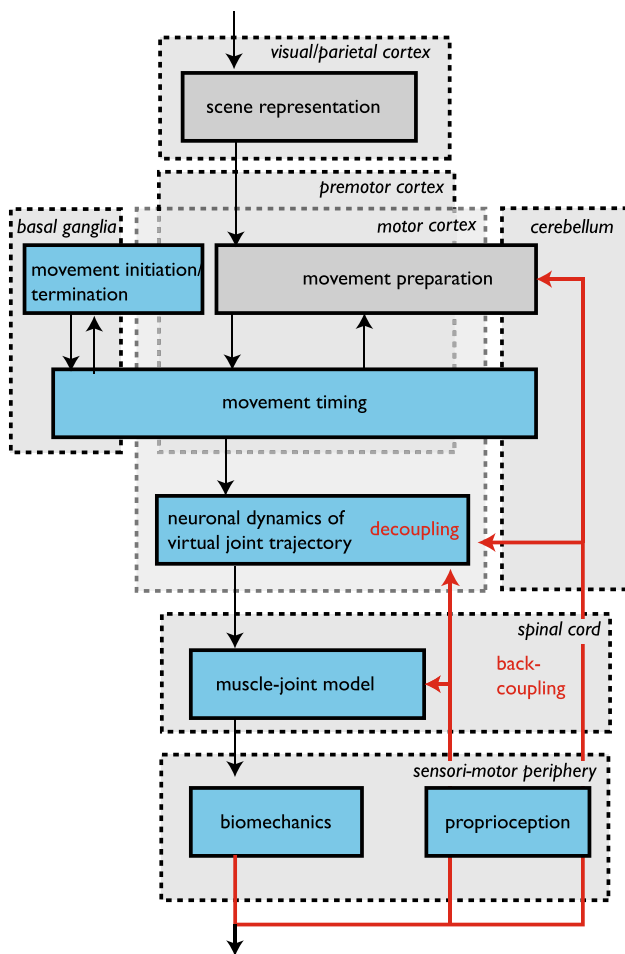 visual/parietal cortex
scene representation
premotor cortex
basal ganglia
motor cortex
cerebellum
movement initiation/
termination
movement preparation
movement timing
neuronal dynamics of
virtual joint trajectory
decoupling
spinal cord
muscle-joint model
back-
coupling
sensori-motor periphery
biomechanics
proprioception